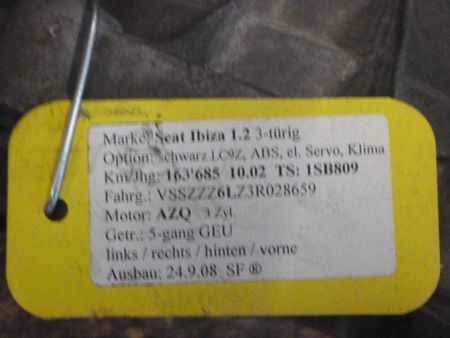 Marke: Seat Ibiza 1.2 3-türig
Option: schwarz LC9Z, ABS, el. Servo, Klima
Km/Jhg: 163'685 10.02 TS: 1SB809
Fahrg.: VSSZZZ6LZ3R028659
Motor: AZQ 3 Zyl.
Getr.: 5-gang GEU
links / rechts / hinten / vorne
Ausbau: 24.9.08 SF ®